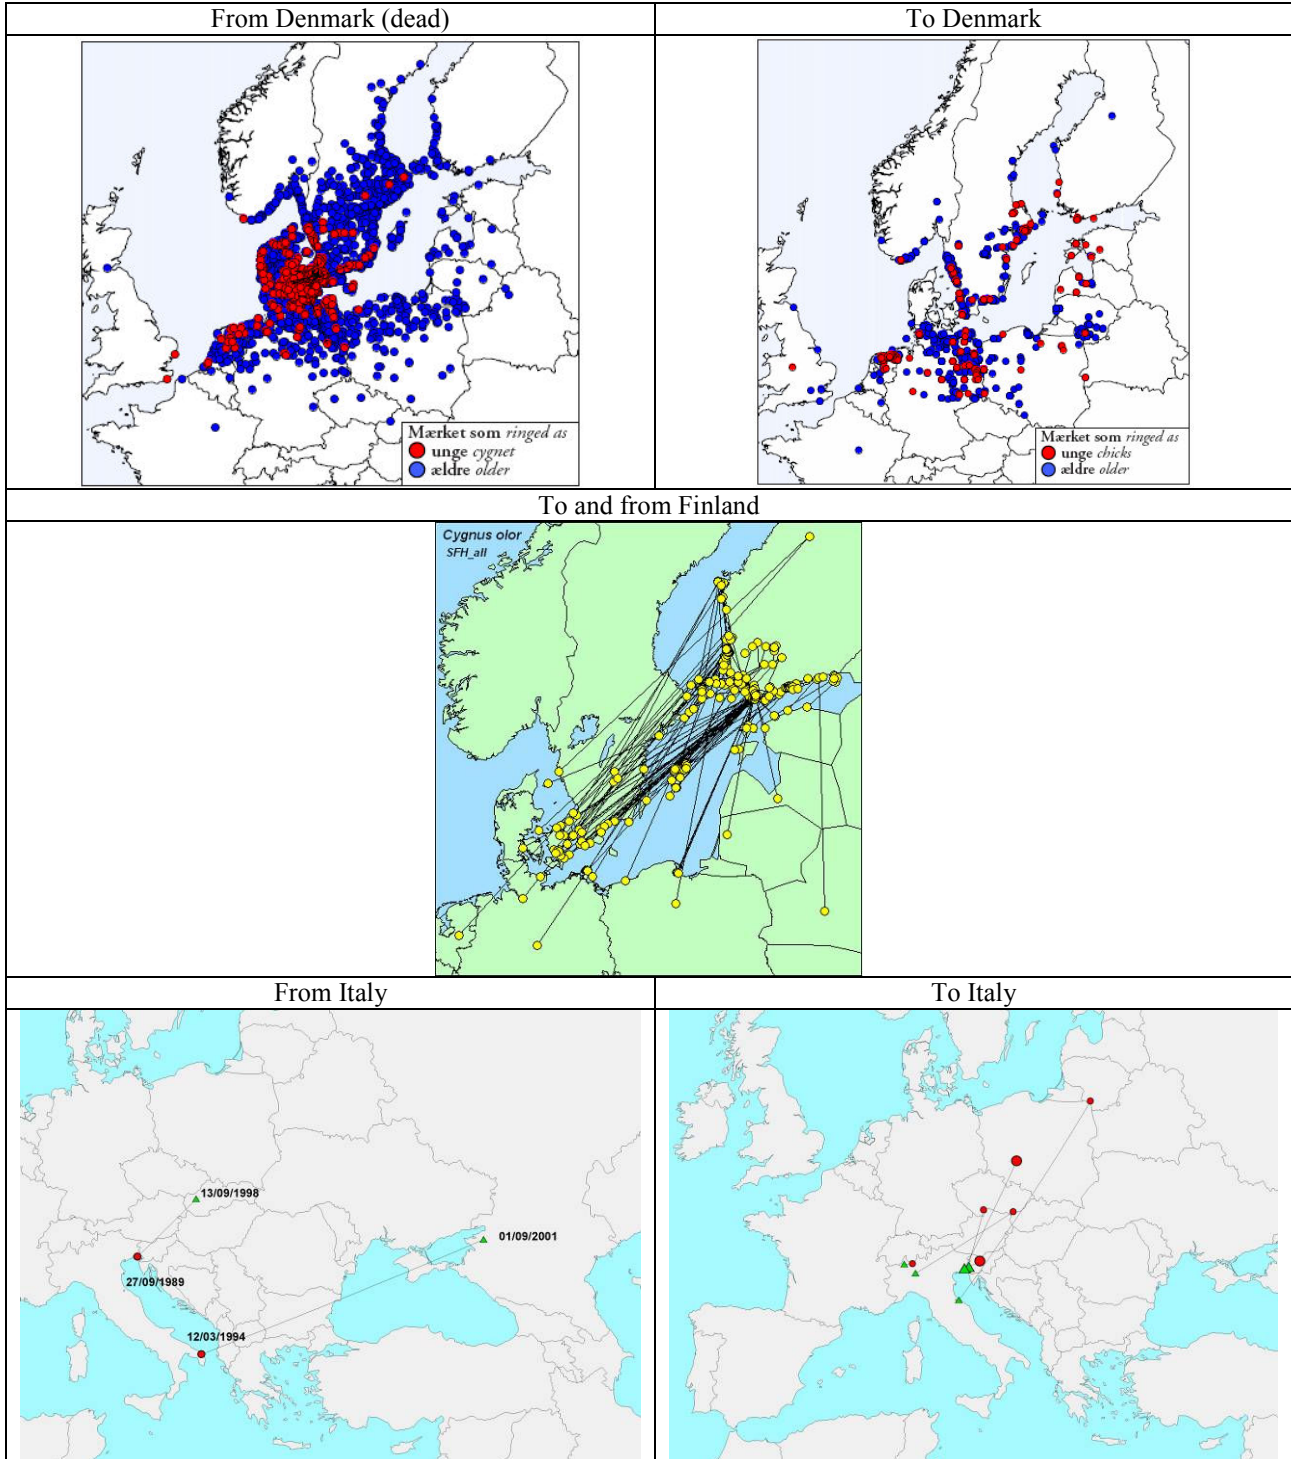 From Denmark (dead)
To Denmark
Mærket som ringed as
unge cygnet
ældre older
Mærket som ringed as
unge chicks
ældre older
To and from Finland
Cygnus olor
SFH_all
From Italy
To Italy
13/09/1998
01/09/2001
27/09/1989
12/03/1994